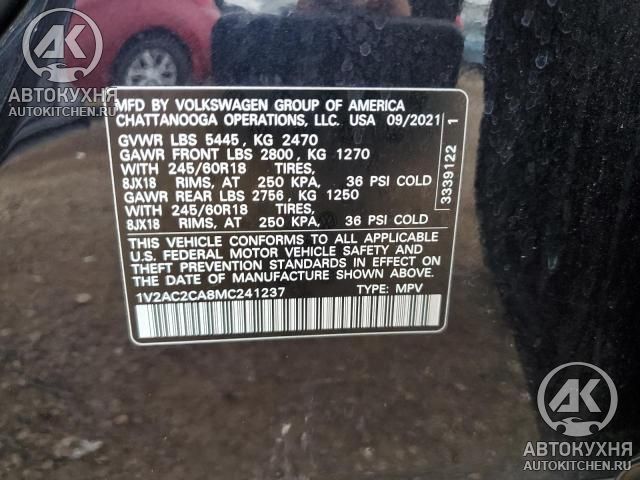 АВТОКУХНЯ
AUTOKITCHEN.RU
MFD BY VOLKSWAGEN GROUP OF AMERICA
CHATTANOOGA OPERATIONS, LLC. USA 09/2021
GVWR LBS 5445, KG 2470
GAWR FRONT LBS 2800, KG 1270
WITH 245/60R18 TIRES,
8JX18 RIMS, AT 250 KPA, 36 PSI COLD
GAWR REAR LBS 2756, KG 1250
WITH 245/60R18 TIRES,
8JX18 RIMS, AT 250 KPA, 36 PSI COLD
THIS VEHICLE CONFORMS TO ALL APPLICABLE
U.S. FEDERAL MOTOR VEHICLE SAFETY AND
THEFT PREVENTION STANDARDS IN EFFECT ON THE
DATE OF MANUFACTURE SHOWN ABOVE.
1V2AC2CA8MC241237 TYPE: MPV
3339122 1
AK
АВТОКУХНЯ
AUTOKITCHEN.RU